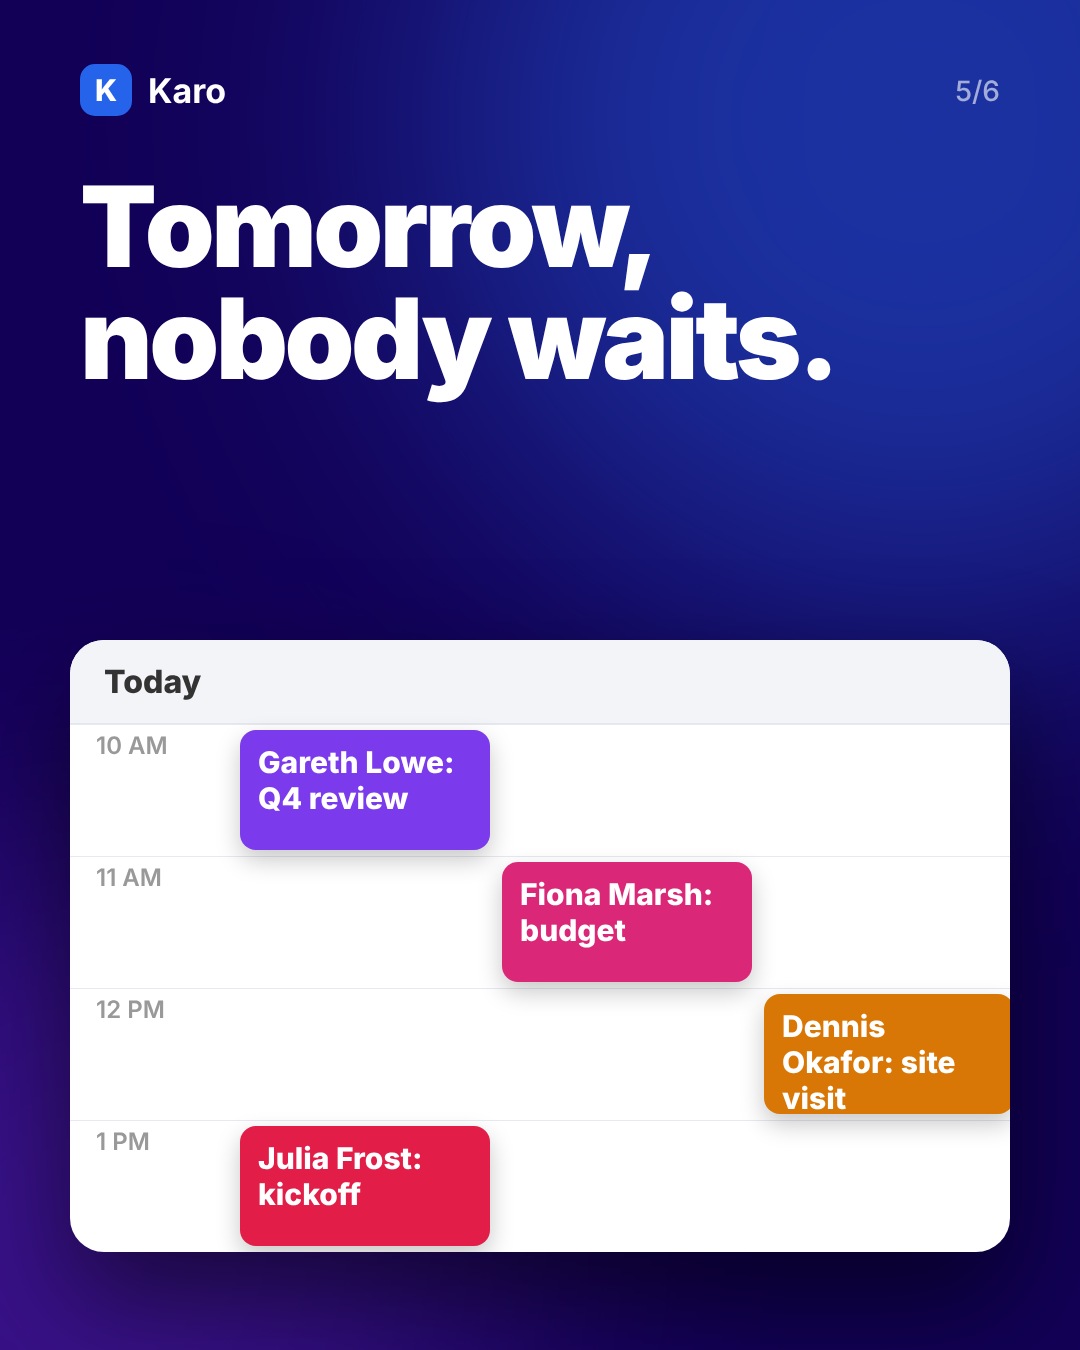 K Karo
5/6
Tomorrow,
nobody waits.
Today
10 AM
Gareth Lowe:
Q4 review
11 AM
Fiona Marsh:
budget
12 PM
Dennis
Okafor: site
visit
1 PM
Julia Frost:
kickoff